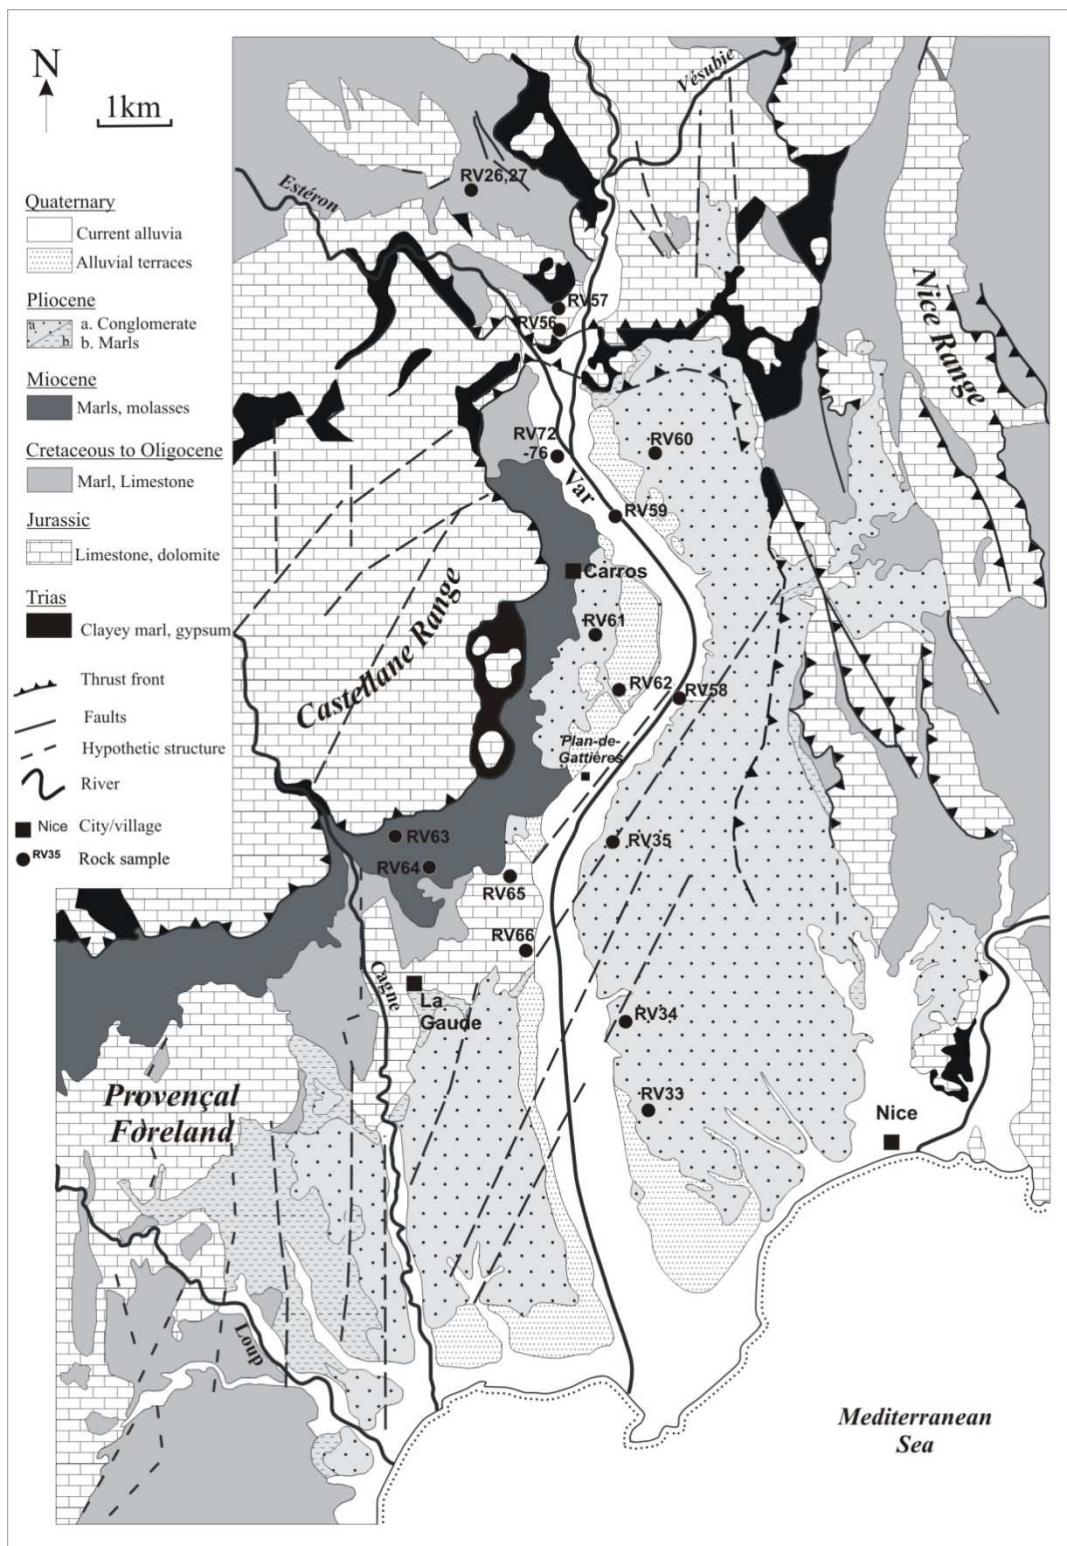 N
1km
Quaternary
Current alluvia
Alluvial terraces
Pliocene
a
b
a. Conglomerate
b. Marls
Miocene
Marls, molasses
Cretaceous to Oligocene
Marl, Limestone
Jurassic
Limestone, dolomite
Trias
Clayey marl, gypsum
Thrust front
Faults
Hypothetic structure
River
Nice City/village
RV35 Rock sample
Vésubie
RV26,27
Estéron
RV57
RV56
Nice Range
RV72
-76
RV60
Var
RV59
Carros
Castellane Range
RV61
RV62
RV58
Plan-de-
Gattières
RV63
RV35
RV64
RV65
RV66
Cagne
La
Gaude
RV34
Provençal
Foreland
RV33
Nice
Loup
Mediterranean
Sea